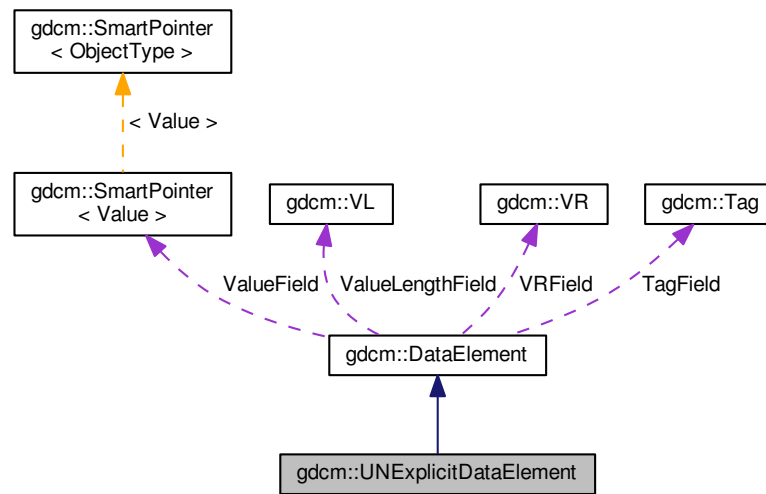 gdcm::SmartPointer
< ObjectType >
< Value >
gdcm::SmartPointer
< Value >
gdcm::VL
gdcm::VR
gdcm::Tag
ValueField
ValueLengthField
VRField
TagField
gdcm::DataElement
gdcm::UNExplicitDataElement